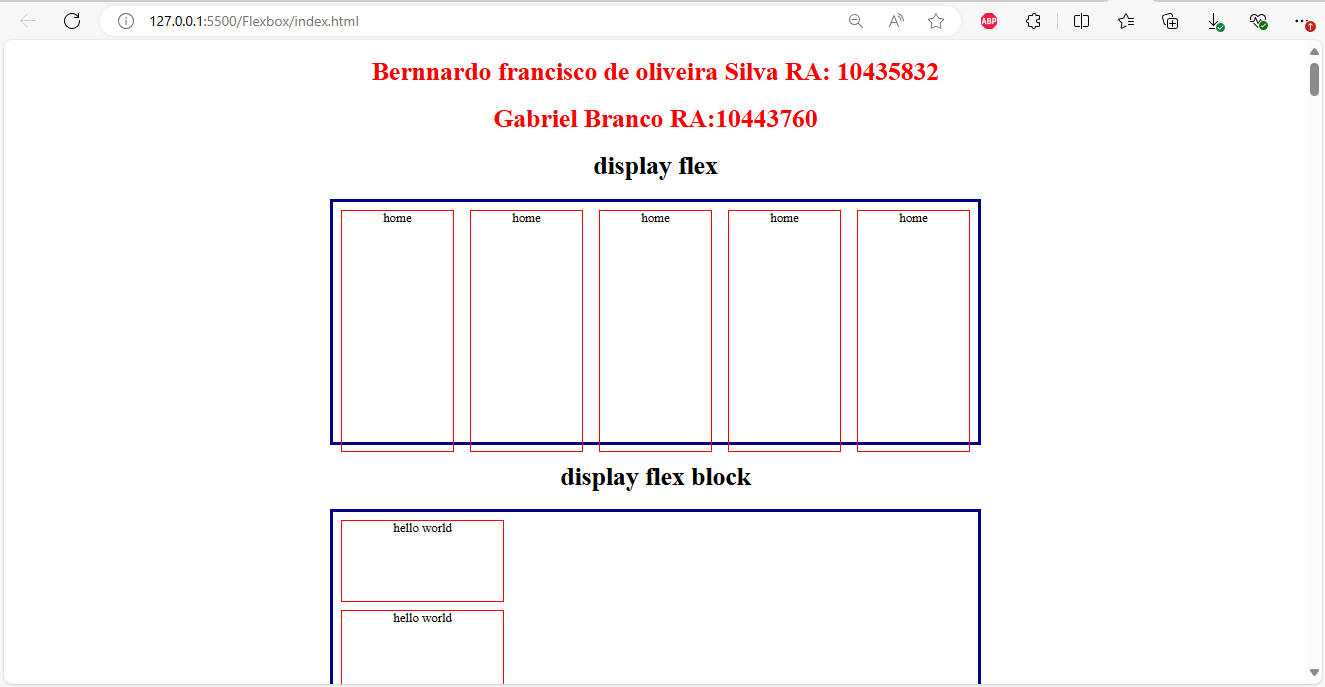 127.0.0.1:5500/Flexbox/index.html
ABP
Bernnardo francisco de oliveira Silva RA: 10435832
Gabriel Branco RA:10443760
display flex
home home home home home
display flex block
hello world
hello world